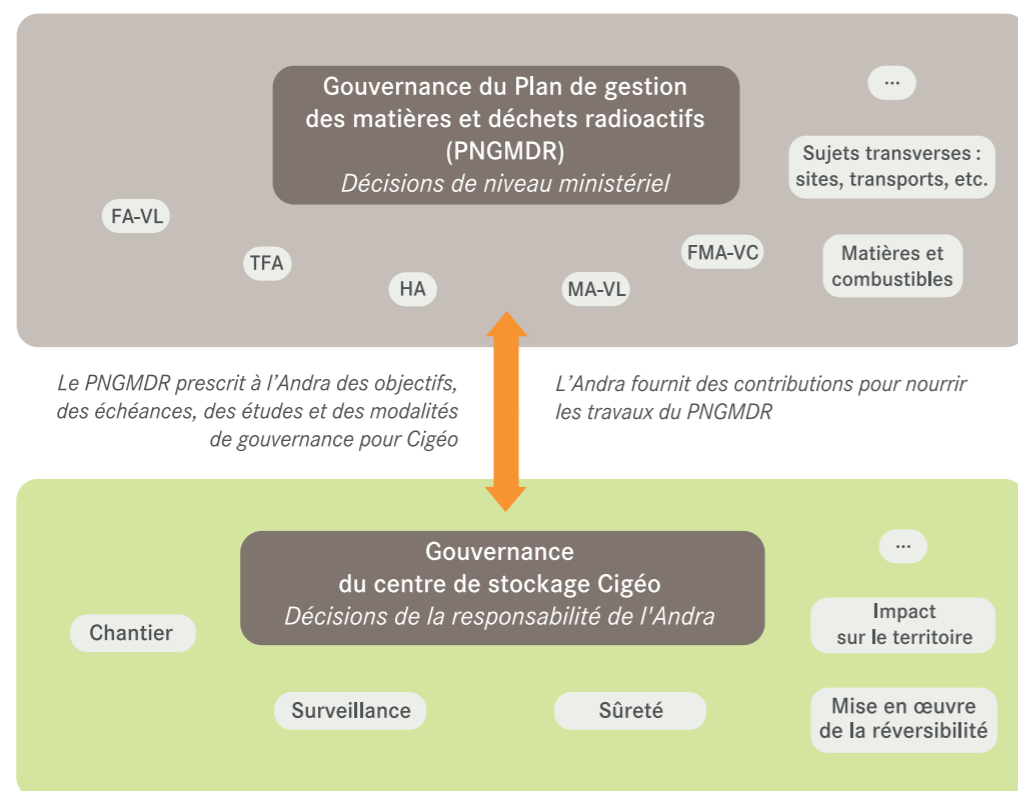 Gouvernance du Plan de gestion
des matières et déchets radioactifs
(PNGMDR)
Décisions de niveau ministériel
...
Sujets transverses :
sites, transports, etc.
FA-VL
TFA
HA
MA-VL
FMA-VC
Matières et
combustibles
Le PNGMDR prescrit à l'Andra des objectifs,
des échéances, des études et des modalités
de gouvernance pour Cigéo
L'Andra fournit des contributions pour nourrir
les travaux du PNGMDR
Gouvernance
du centre de stockage Cigéo
Décisions de la responsabilité de l'Andra
...
Chantier
Impact
sur le territoire
Surveillance
Sûreté
Mise en œuvre
de la réversibilité